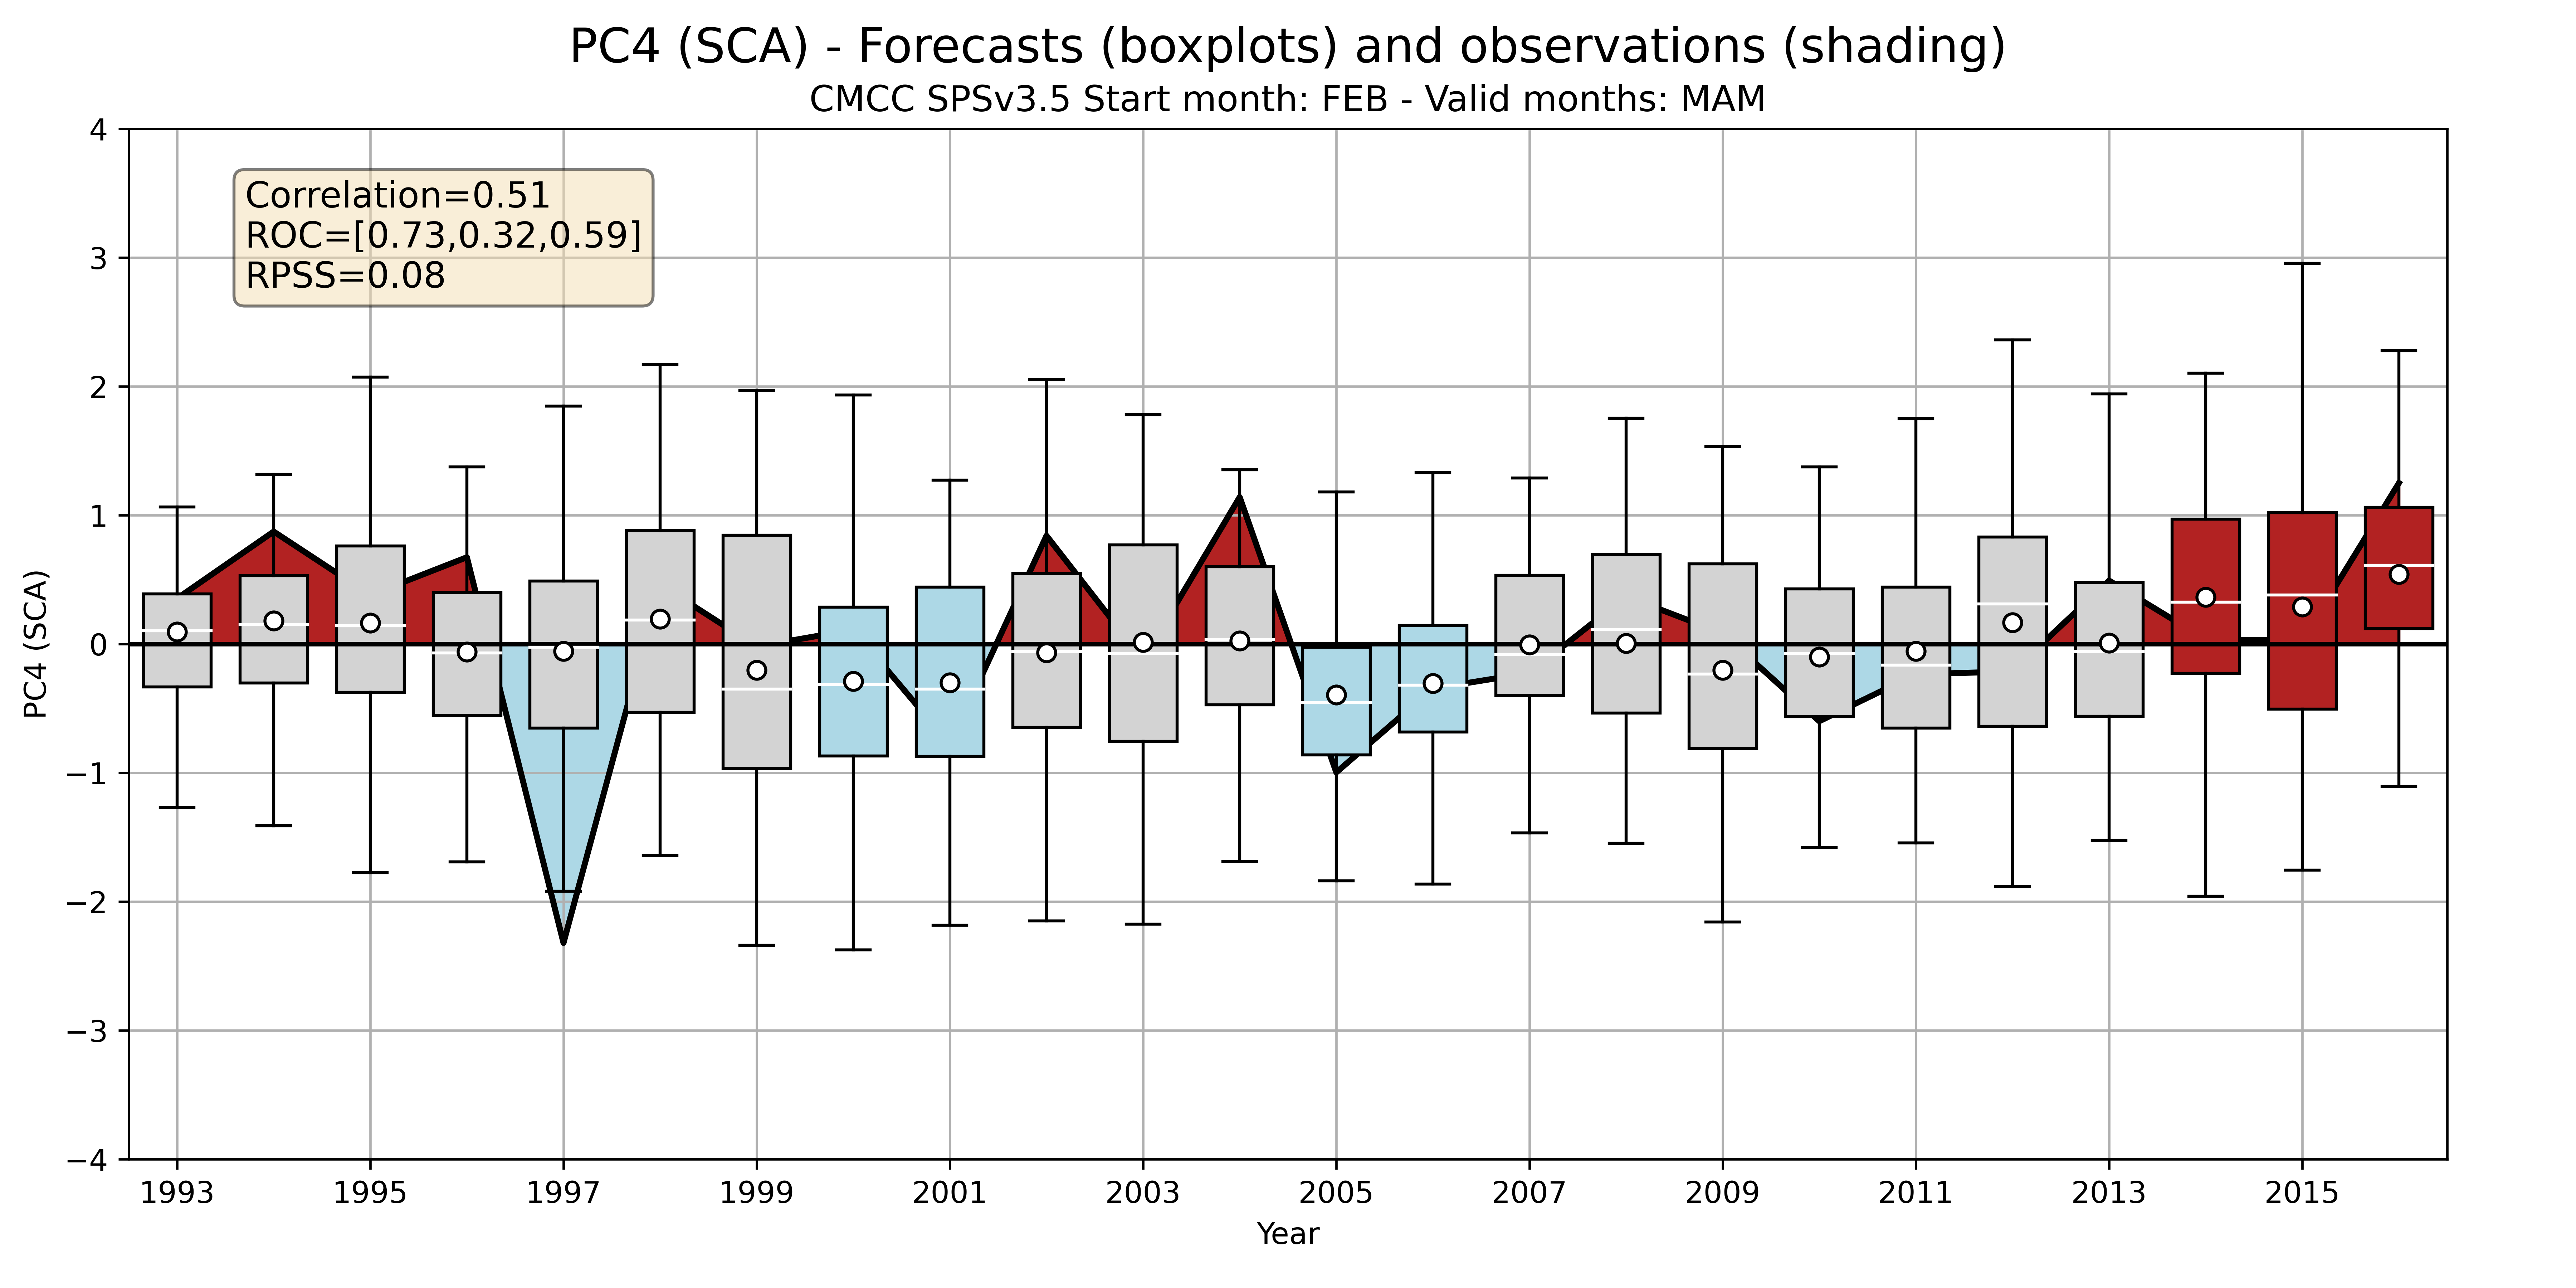 PC4 (SCA) - Forecasts (boxplots) and observations (shading)
CMCC SPSv3.5 Start month: FEB - Valid months: MAM
Correlation=0.51
ROC=[0.73,0.32,0.59]
RPSS=0.08
PC4 (SCA)
4
3
2
1
0
−1
−2
−3
−4
1993 1995 1997 1999 2001 2003 2005 2007 2009 2011 2013 2015
Year